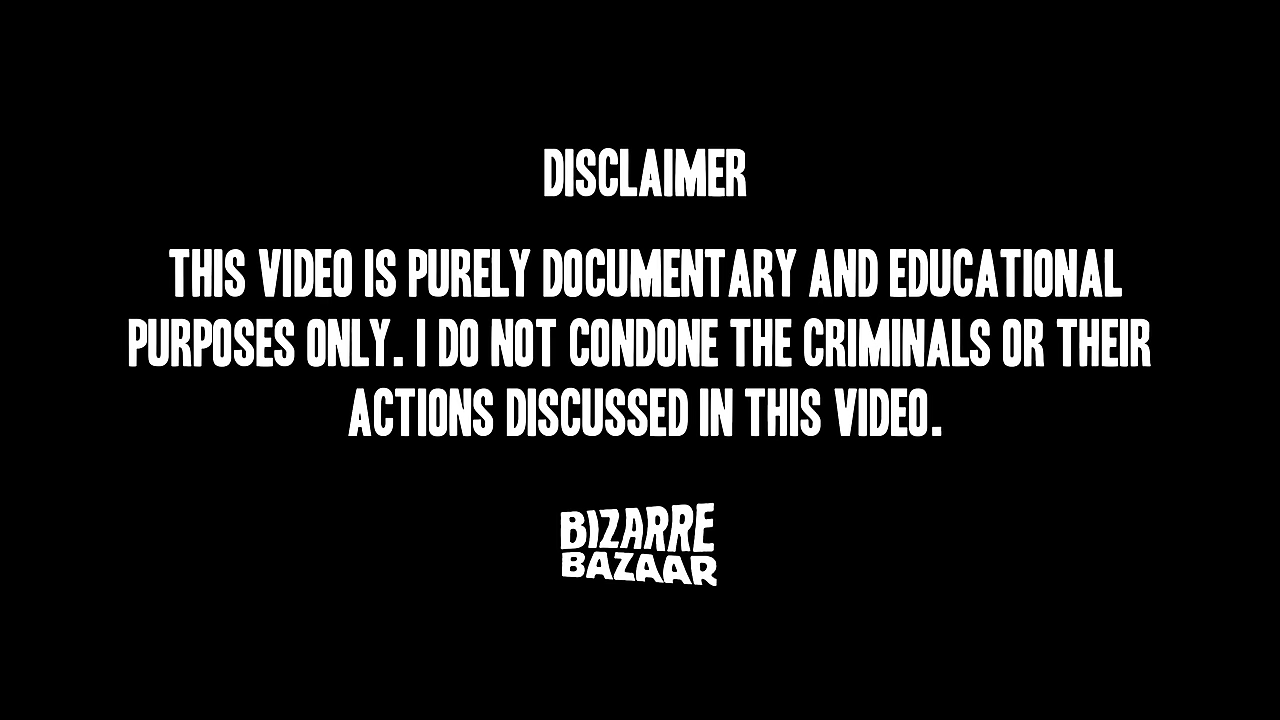 DISCLAIMER
THIS VIDEO IS PURELY DOCUMENTARY AND EDUCATIONAL
PURPOSES ONLY. I DO NOT CONDONE THE CRIMINALS OR THEIR
ACTIONS DISCUSSED IN THIS VIDEO.
BIZARRE
BAZAAR